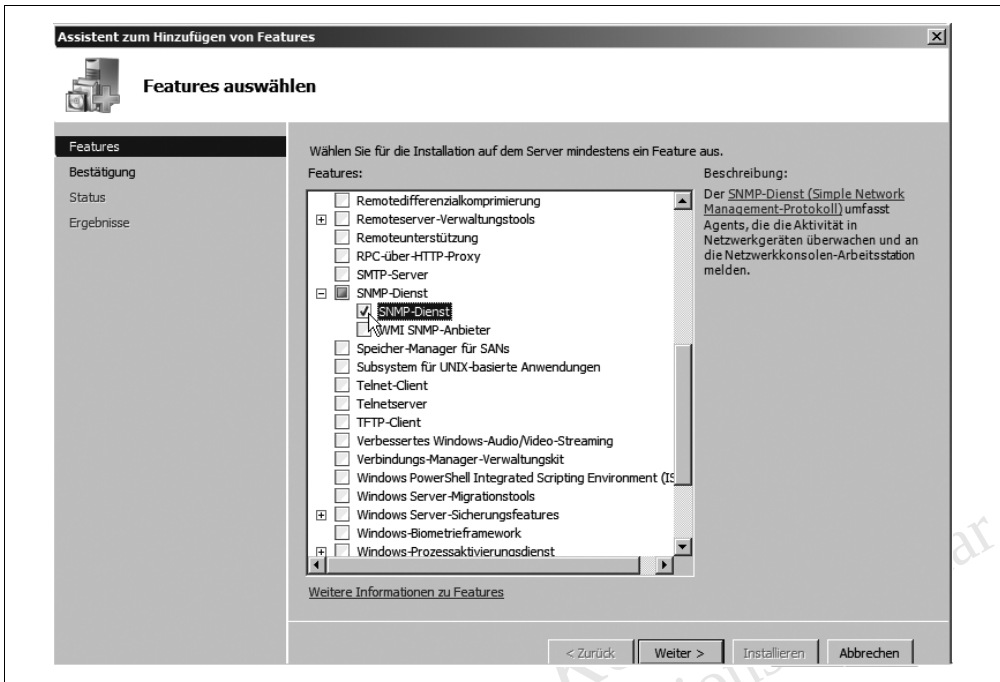 Assistent zum Hinzufügen von Features
Features auswählen
Features
Bestätigung
Status
Ergebnisse
Wählen Sie für die Installation auf dem Server mindestens ein Feature aus.
Features:
Remotedifferenzialkomprimierung
Remoteserver-Verwaltungstools
Remoteunterstützung
RPC-über-HTTP-Proxy
SMTP-Server
SNMP-Dienst
SNMP-Dienst
WMI SNMP-Anbieter
Speicher-Manager für SANs
Subsystem für UNIX-basierte Anwendungen
Telnet-Client
Telnetserver
TFTP-Client
Verbessertes Windows-Audio/Video-Streaming
Verbindungs-Manager-Verwaltungskit
Windows PowerShell Integrated Scripting Environment (IS
Windows Server-Migrationstools
Windows Server-Sicherungsfeatures
Windows-Biometrieframework
Windows-Prozessaktivierungsdienst
Beschreibung:
Der SNMP-Dienst (Simple Network
Management-Protokoll) umfasst
Agents, die die Aktivität in
Netzwerkgeräten überwachen und an
die Netzwerkkonsolen-Arbeitsstation
melden.
Weitere Informationen zu Features
< Zurück
Weiter >
Installieren
Abbrechen